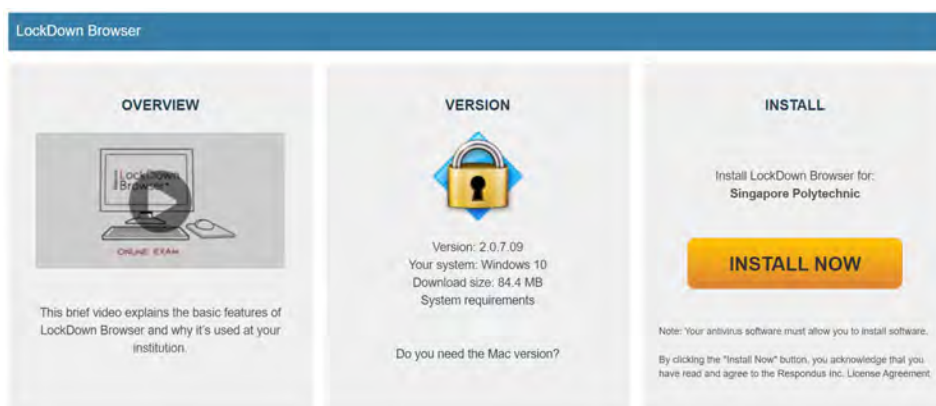 LockDown Browser
OVERVIEW
LockDown
Browser
ONLINE EXAM
This brief video explains the basic features of
LockDown Browser and why it's used at your
institution.
VERSION
Version: 2.0.7.09
Your system: Windows 10
Download size: 84.4 MB
System requirements
Do you need the Mac version?
INSTALL
Install LockDown Browser for:
Singapore Polytechnic
INSTALL NOW
Note: Your antivirus software must allow you to install software.
By clicking the "Install Now" button, you acknowledge that you
have read and agree to the Respondus Inc. License Agreement